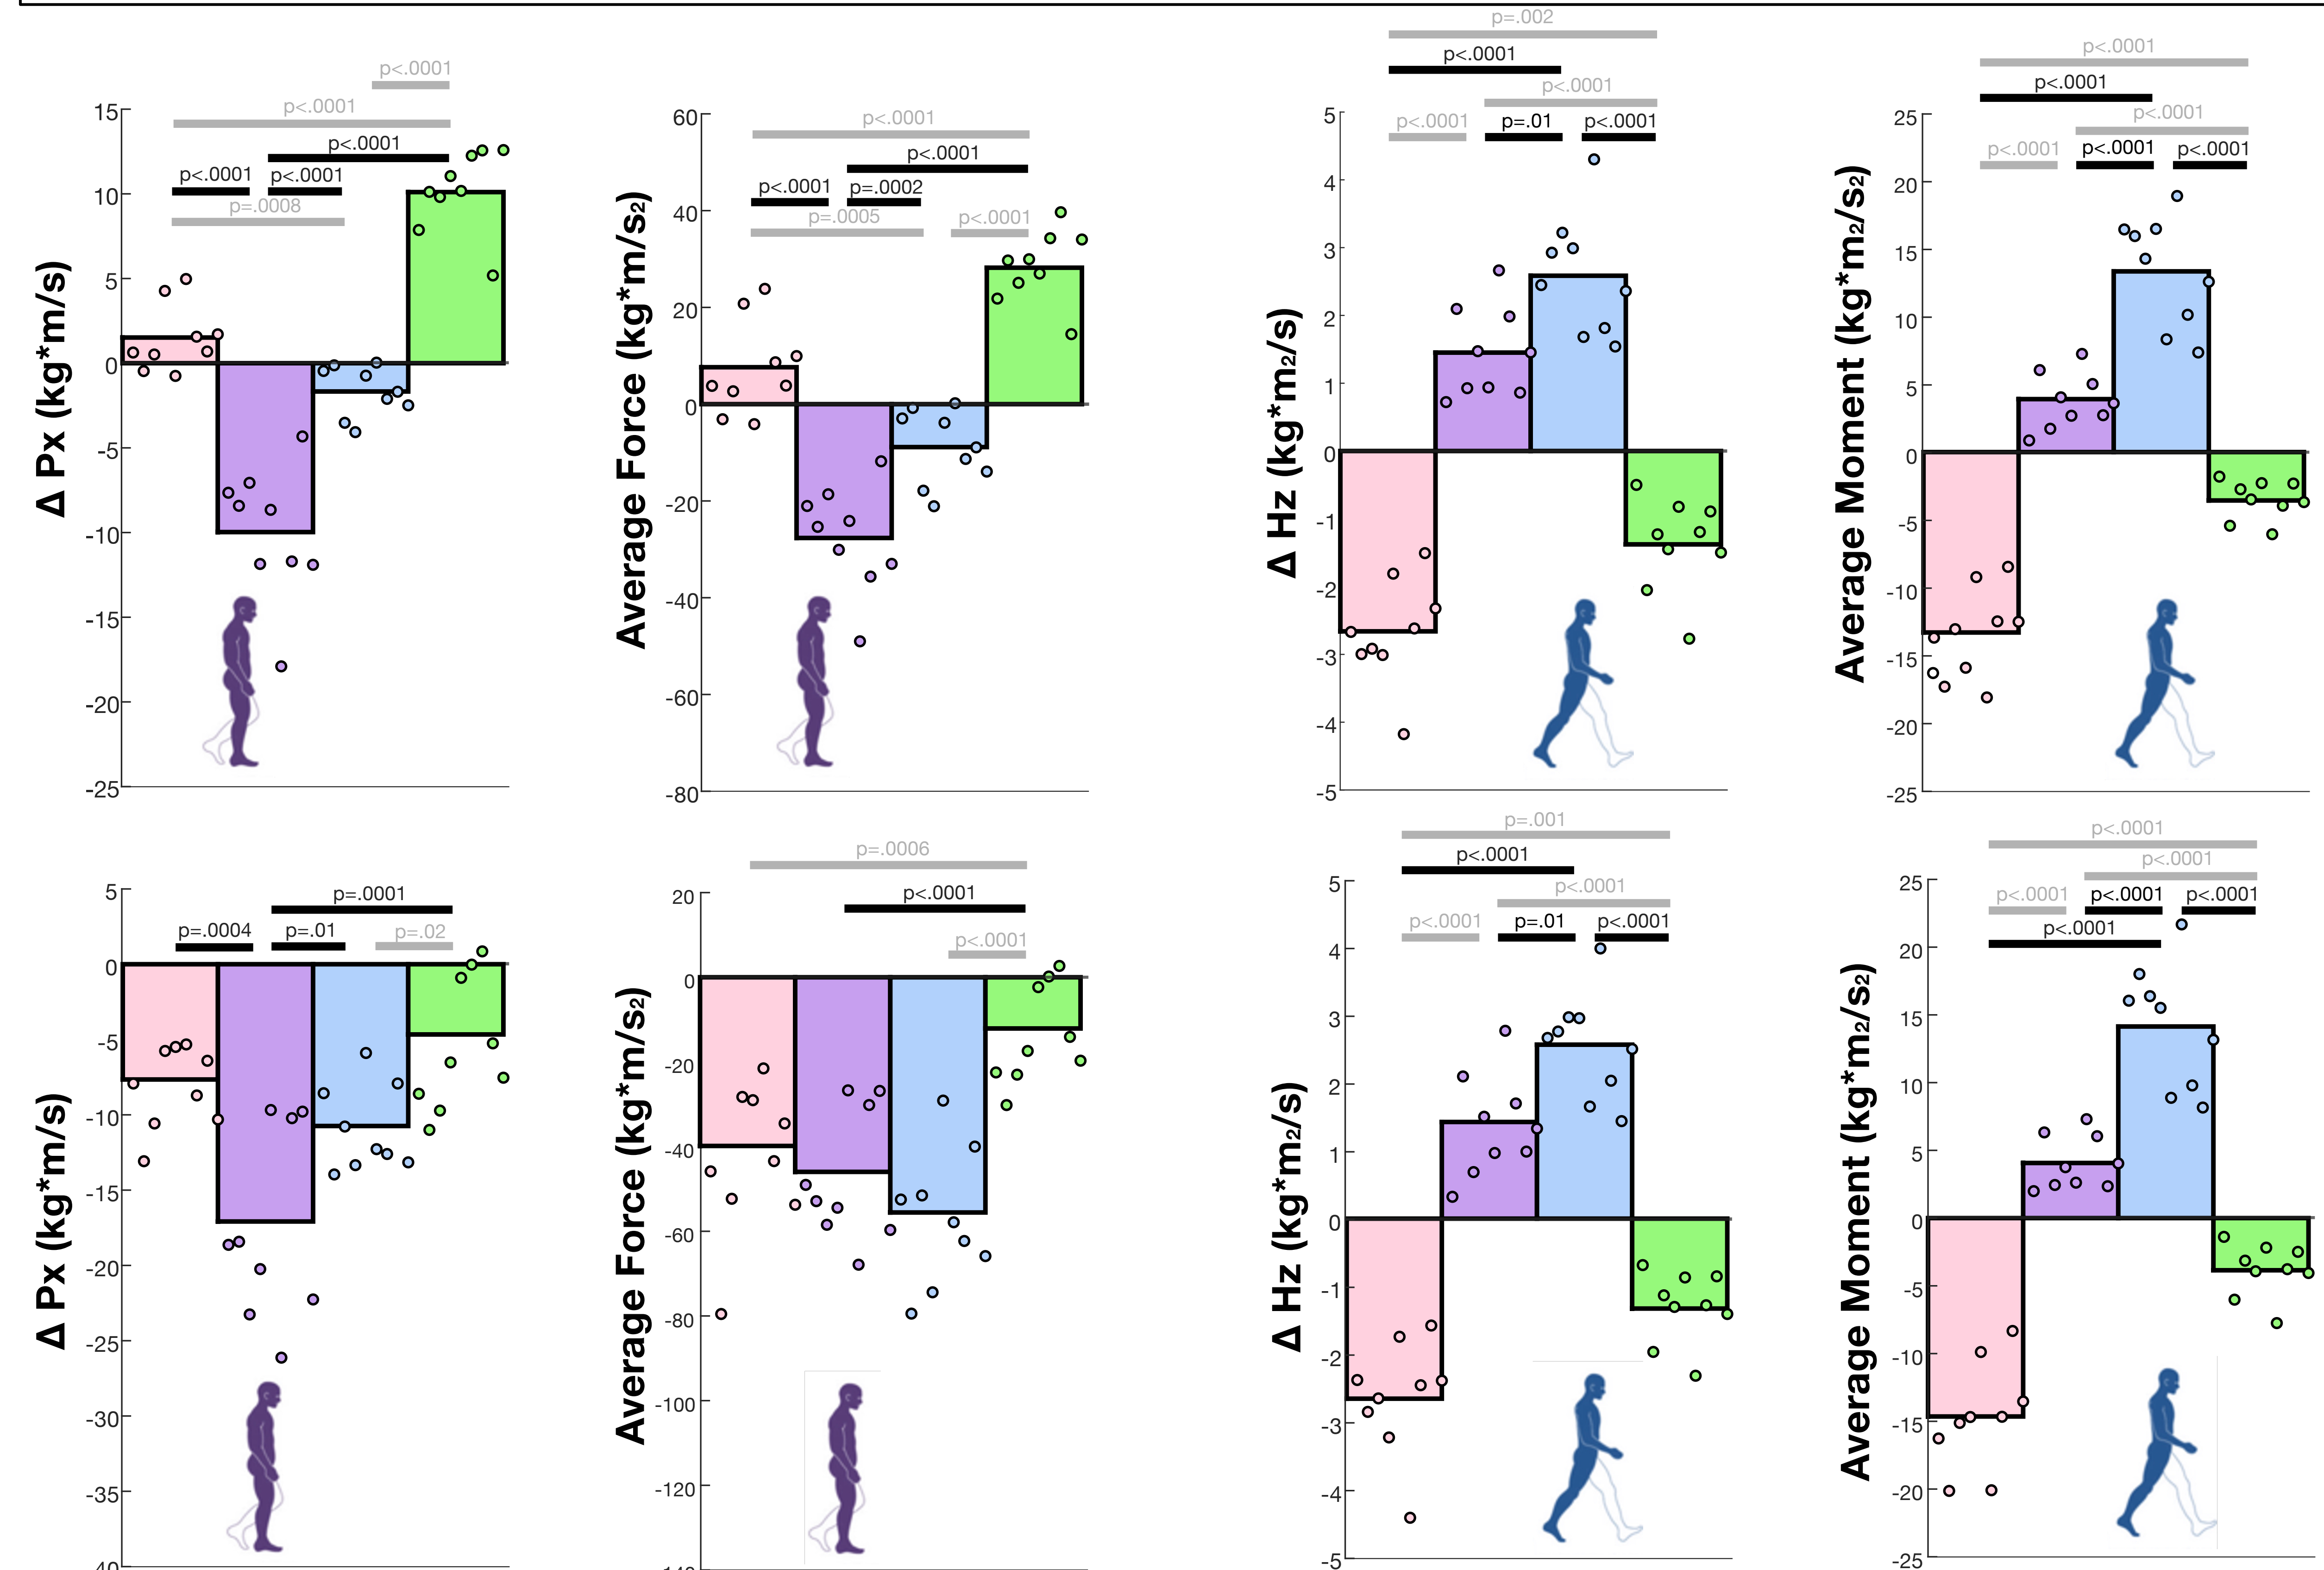 p<.0001
p<.0001
p<.0001
p<.0001
p<.0001
p=.0008
15
10
5
0
-5
-10
-15
-20
-25
Δ Px (kg*m/s)
p<.0001
p<.0001
p<.0001
p=.0002
p=.0005
p<.0001
60
40
20
0
-20
-40
-60
-80
Average Force (kg*m/s2)
p=.002
p<.0001
p<.0001
p<.0001
p=.01
p<.0001
5
4
3
2
1
0
-1
-2
-3
-4
-5
Δ Hz (kg*m2/s)
p<.0001
p<.0001
p<.0001
p<.0001
p<.0001
p<.0001
25
20
15
10
5
0
-5
-10
-15
-20
-25
Average Moment (kg*m2/s2)
p=.0001
p=.0004
p=.01
p=.02
5
0
-5
-10
-15
-20
-25
-30
-35
Δ Px (kg*m/s)
p=.0006
p<.0001
p<.0001
20
0
-20
-40
-60
-80
-100
-120
Average Force (kg*m/s2)
p=.001
p<.0001
p<.0001
p<.0001
p=.01
p<.0001
5
4
3
2
1
0
-1
-2
-3
-4
-5
Δ Hz (kg*m2/s)
p<.0001
p<.0001
p<.0001
p<.0001
p<.0001
p<.0001
25
20
15
10
5
0
-5
-10
-15
-20
-25
Average Moment (kg*m2/s2)